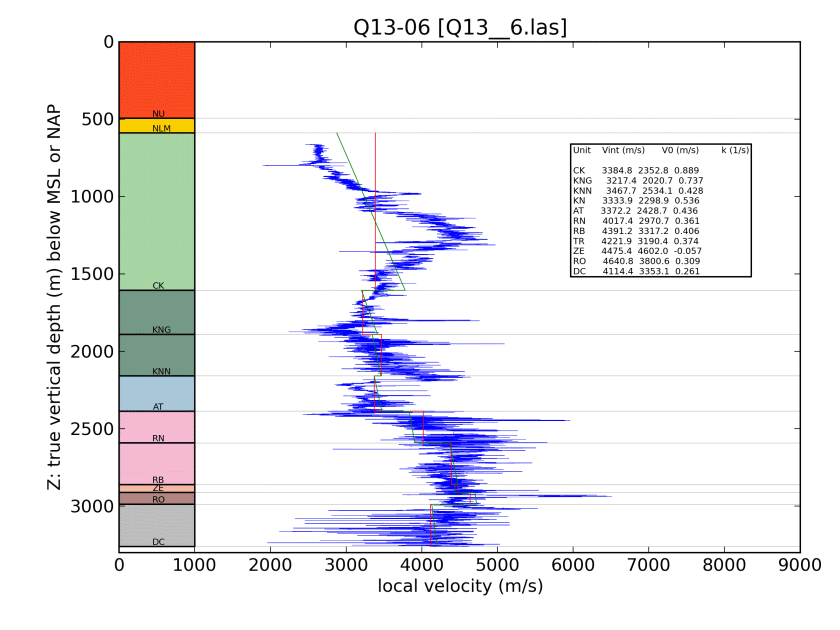 Q13-06 [Q13__6.las]
Z: true vertical depth (m) below MSL or NAP
0
500
1000
1500
2000
2500
3000
NU
NLM
CK
KNG
KNN
AT
RN
RB
ZE
RO
DC
Unit Vint (m/s) V0 (m/s) k (1/s)
CK 3384.8 2352.8 0.889
KNG 3217.4 2020.7 0.737
KNN 3467.7 2534.1 0.428
KN 3333.9 2298.9 0.536
AT 3372.2 2428.7 0.436
RN 4017.4 2970.7 0.361
RB 4391.2 3317.2 0.406
TR 4221.9 3190.4 0.374
ZE 4475.4 4602.0 -0.057
RO 4640.8 3800.6 0.309
DC 4114.4 3353.1 0.261
0 1000 2000 3000 4000 5000 6000 7000 8000 9000
local velocity (m/s)